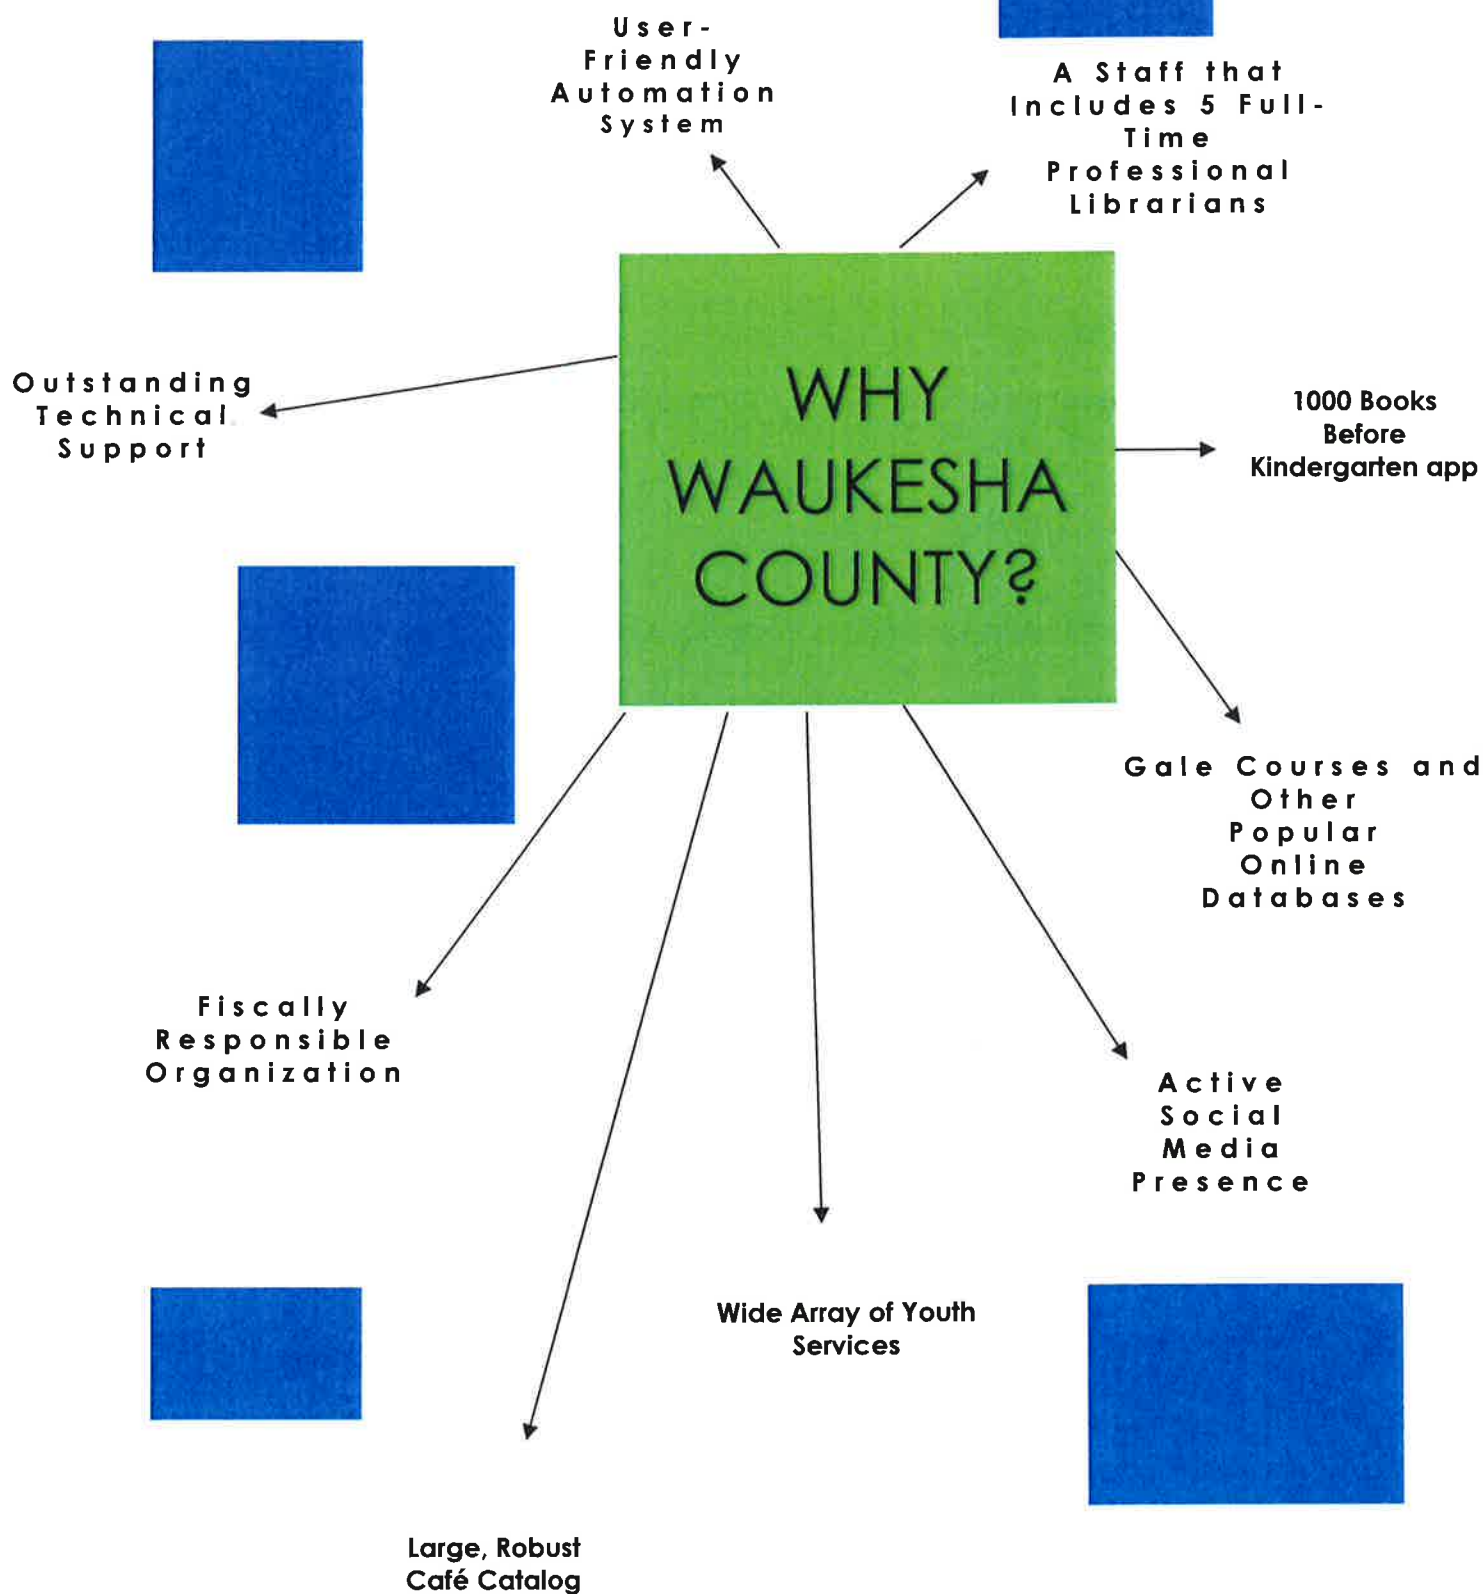 User-
Friendly
Automation
System
A Staff that
Includes 5 Full-
Time
Professional
Librarians
Outstanding
Technical
Support
WHY
WAUKESHA
COUNTY?
1000 Books
Before
Kindergarten app
Gale Courses and
Other
Popular
Online
Databases
Fiscally
Responsible
Organization
Active
Social
Media
Presence
Wide Array of Youth
Services
Large, Robust
Café Catalog